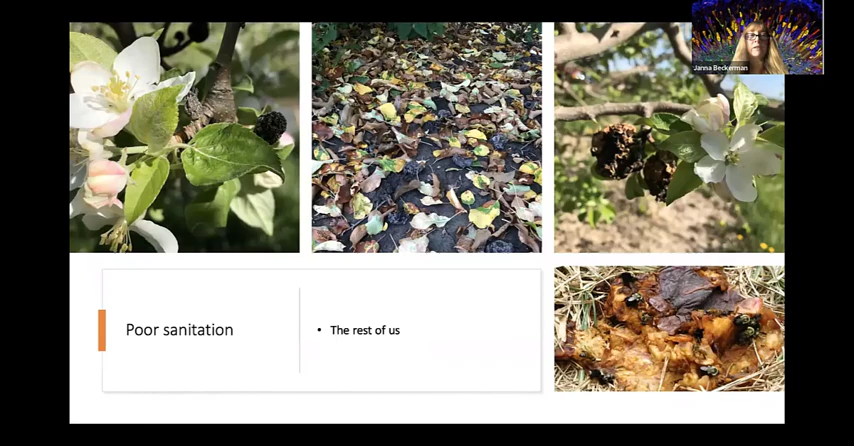 Janna Beckerman
Poor sanitation
• The rest of us